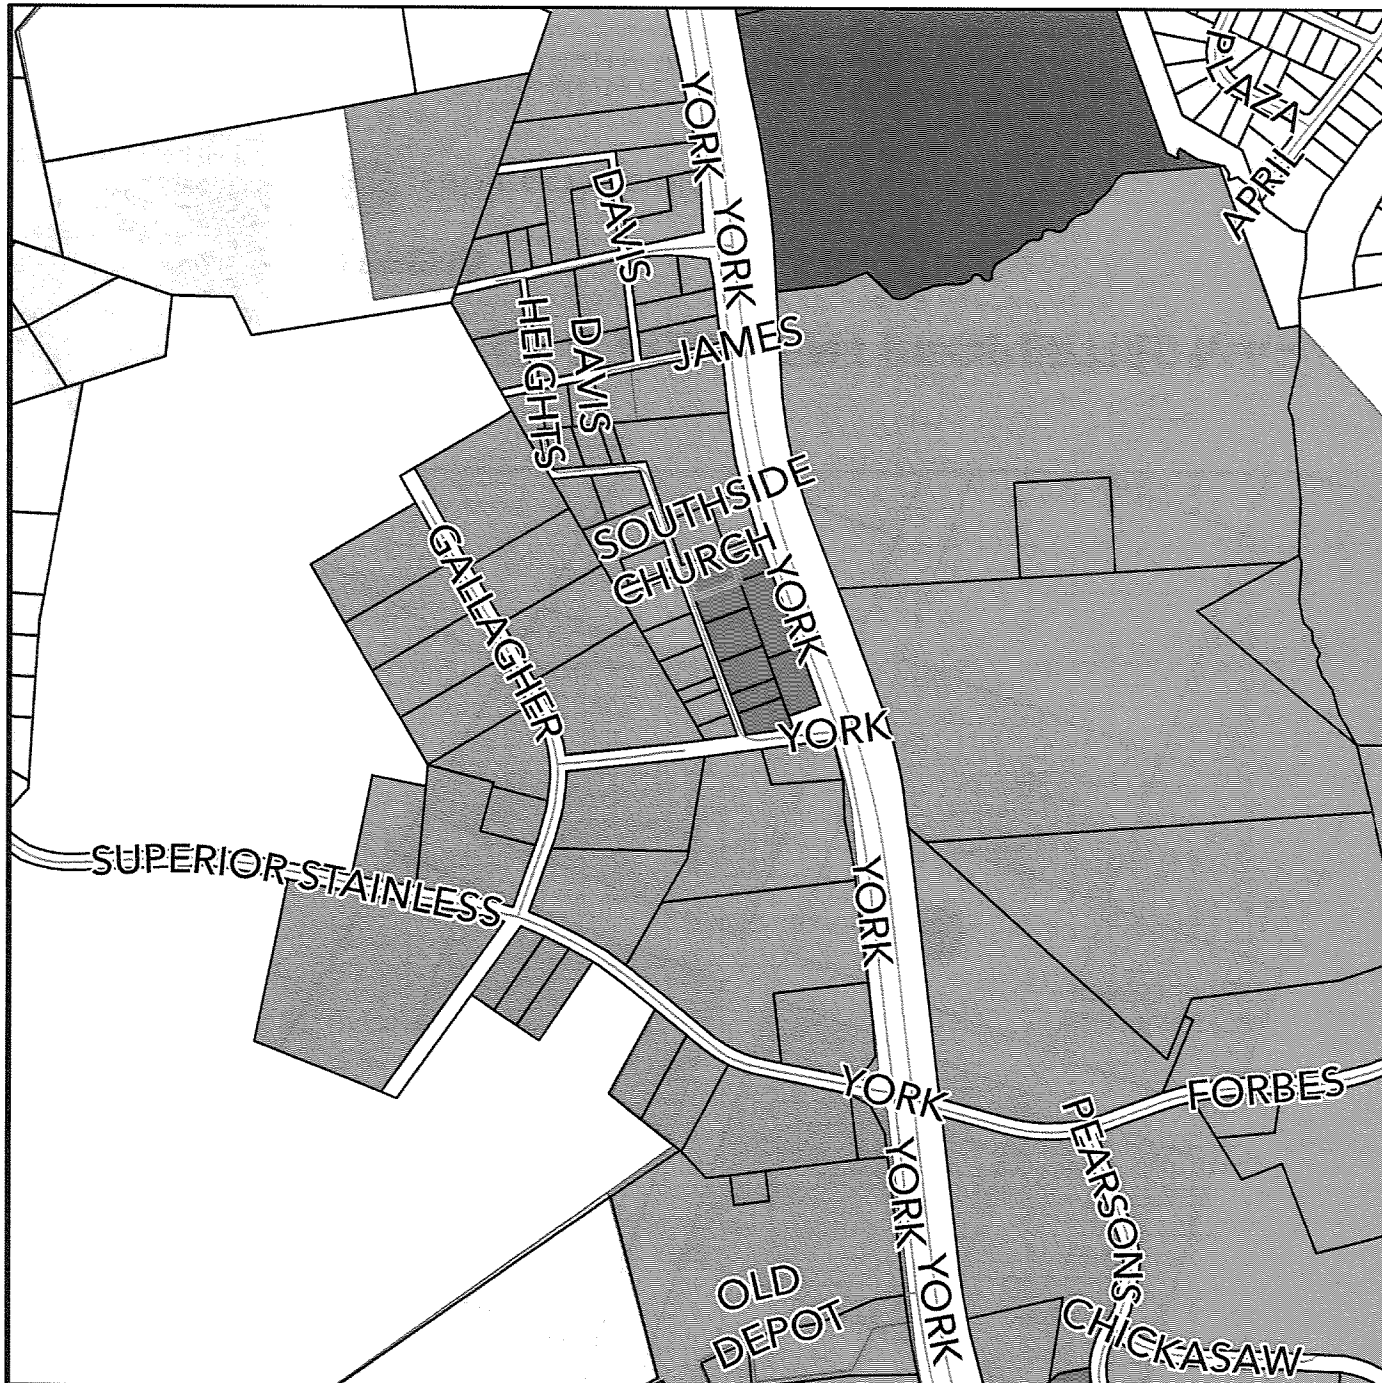 PLAZA
APRIL
YORK
DAVIS
YORK
HEIGHTS
DAVIS
JAMES
SOUTHSIDE
CHURCH
YORK
GALLAGHER
YORK
SUPERIOR STAINLESS
YORK
YORK
FORBES
PEARSONS
YORK
YORK
OLD
DEPOT
CHICKASAW